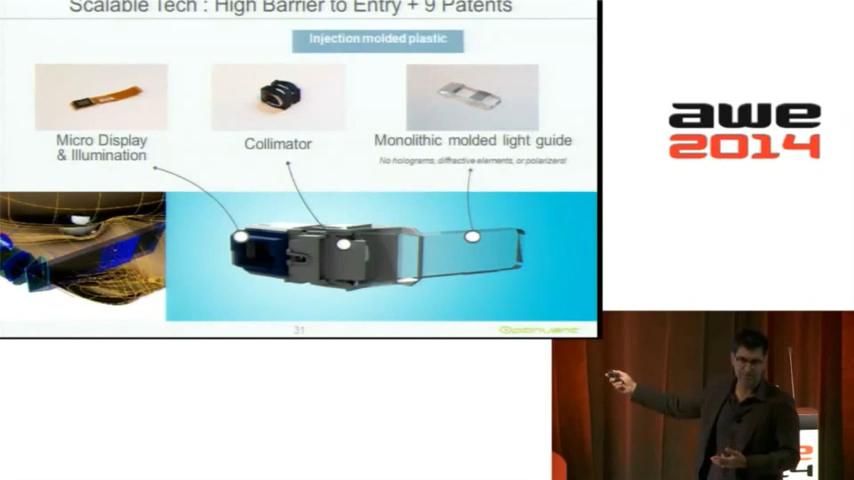 Scalable Tech : High Barrier to Entry + 9 Patents
Injection molded plastic
Micro Display
& Illumination
Collimator
Monolithic molded light guide
No holograms, diffractive elements, or polarizers!
31
Optinvent
awe
2014